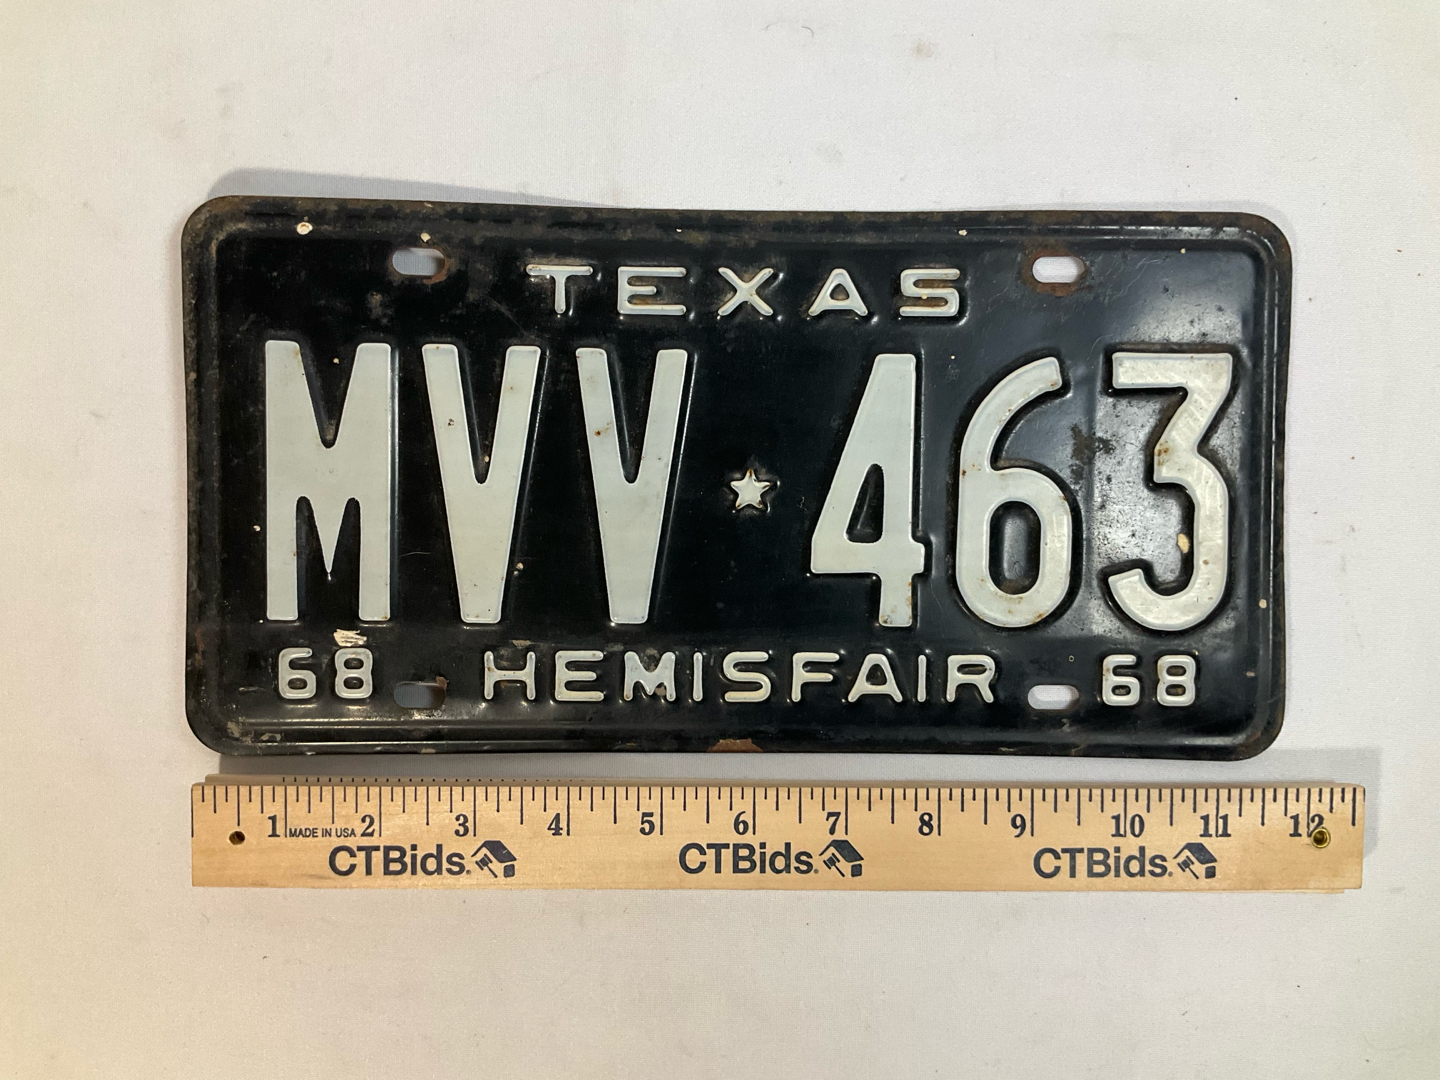 TEXAS
MVV 463
68 HEMISFAIR 68
1 MADE IN USA 2 3 4 5 6 7 8 9 10 11 12
CTBids. CTBids. CTBids.